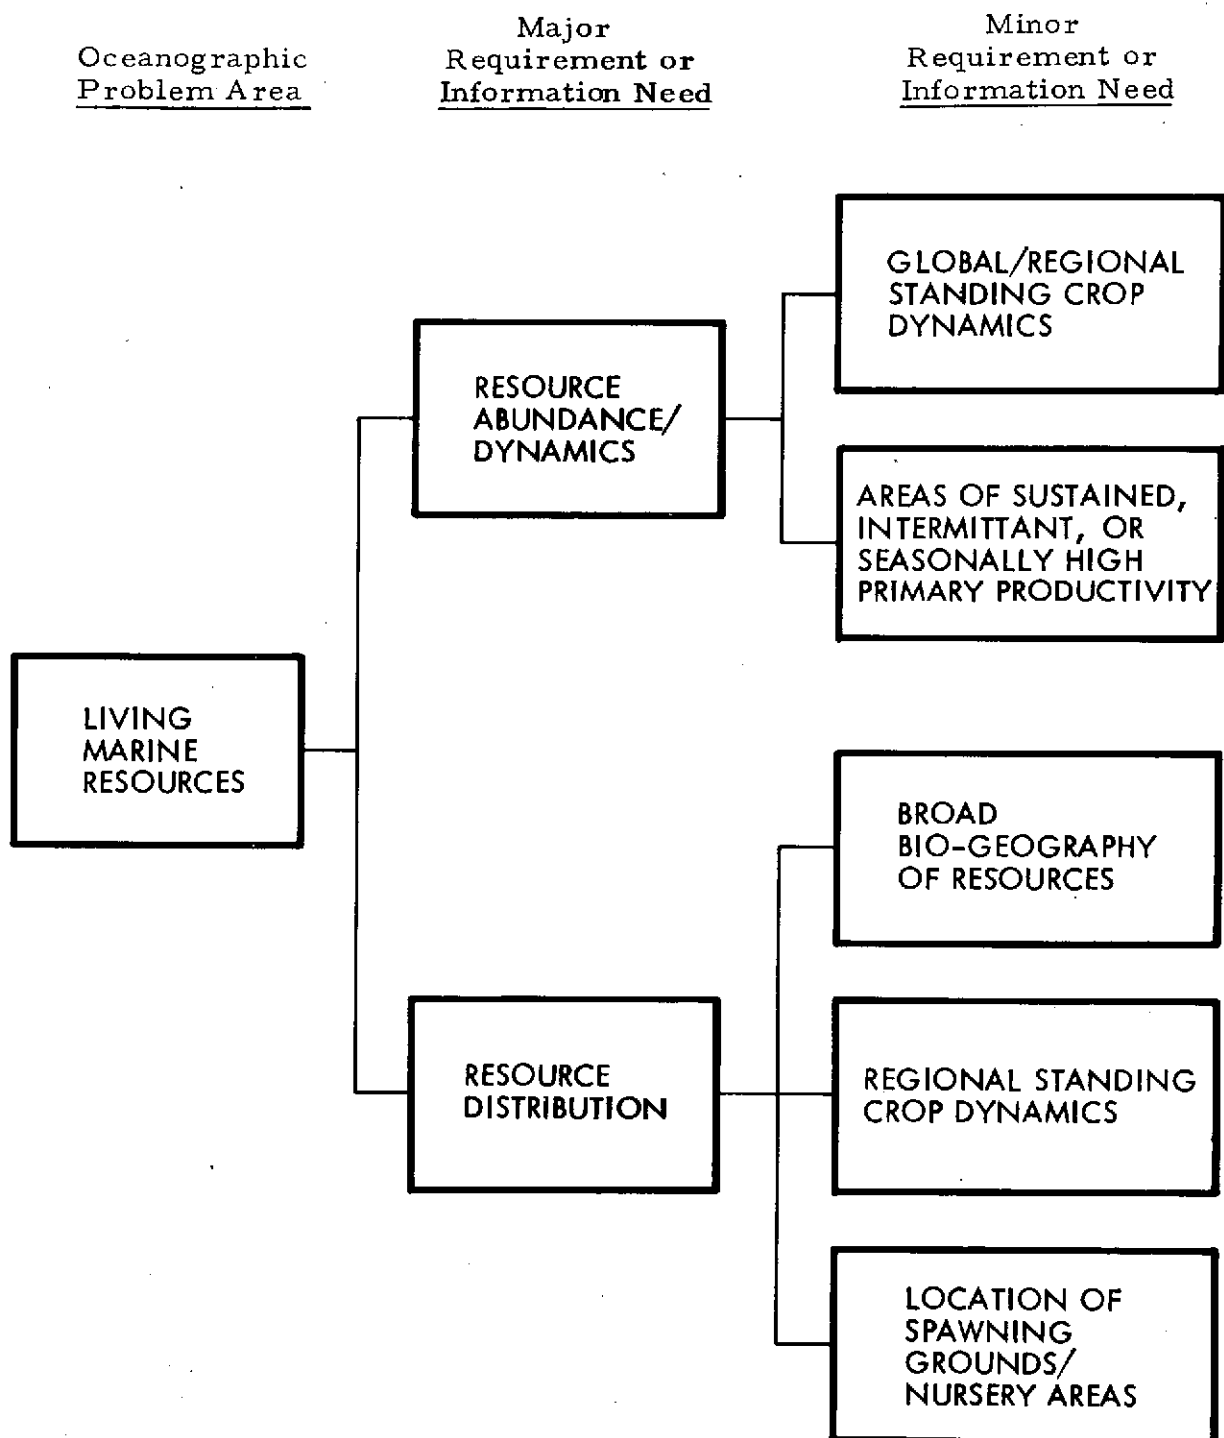 Oceanographic
Problem Area
Major
Requirement or
Information Need
Minor
Requirement or
Information Need
GLOBAL/REGIONAL
STANDING CROP
DYNAMICS
RESOURCE
ABUNDANCE/
DYNAMICS
AREAS OF SUSTAINED,
INTERMITTANT, OR
SEASONALLY HIGH
PRIMARY PRODUCTIVITY
LIVING
MARINE
RESOURCES
BROAD
BIO-GEOGRAPHY
OF RESOURCES
RESOURCE
DISTRIBUTION
REGIONAL STANDING
CROP DYNAMICS
LOCATION OF
SPAWNING
GROUNDS/
NURSERY AREAS